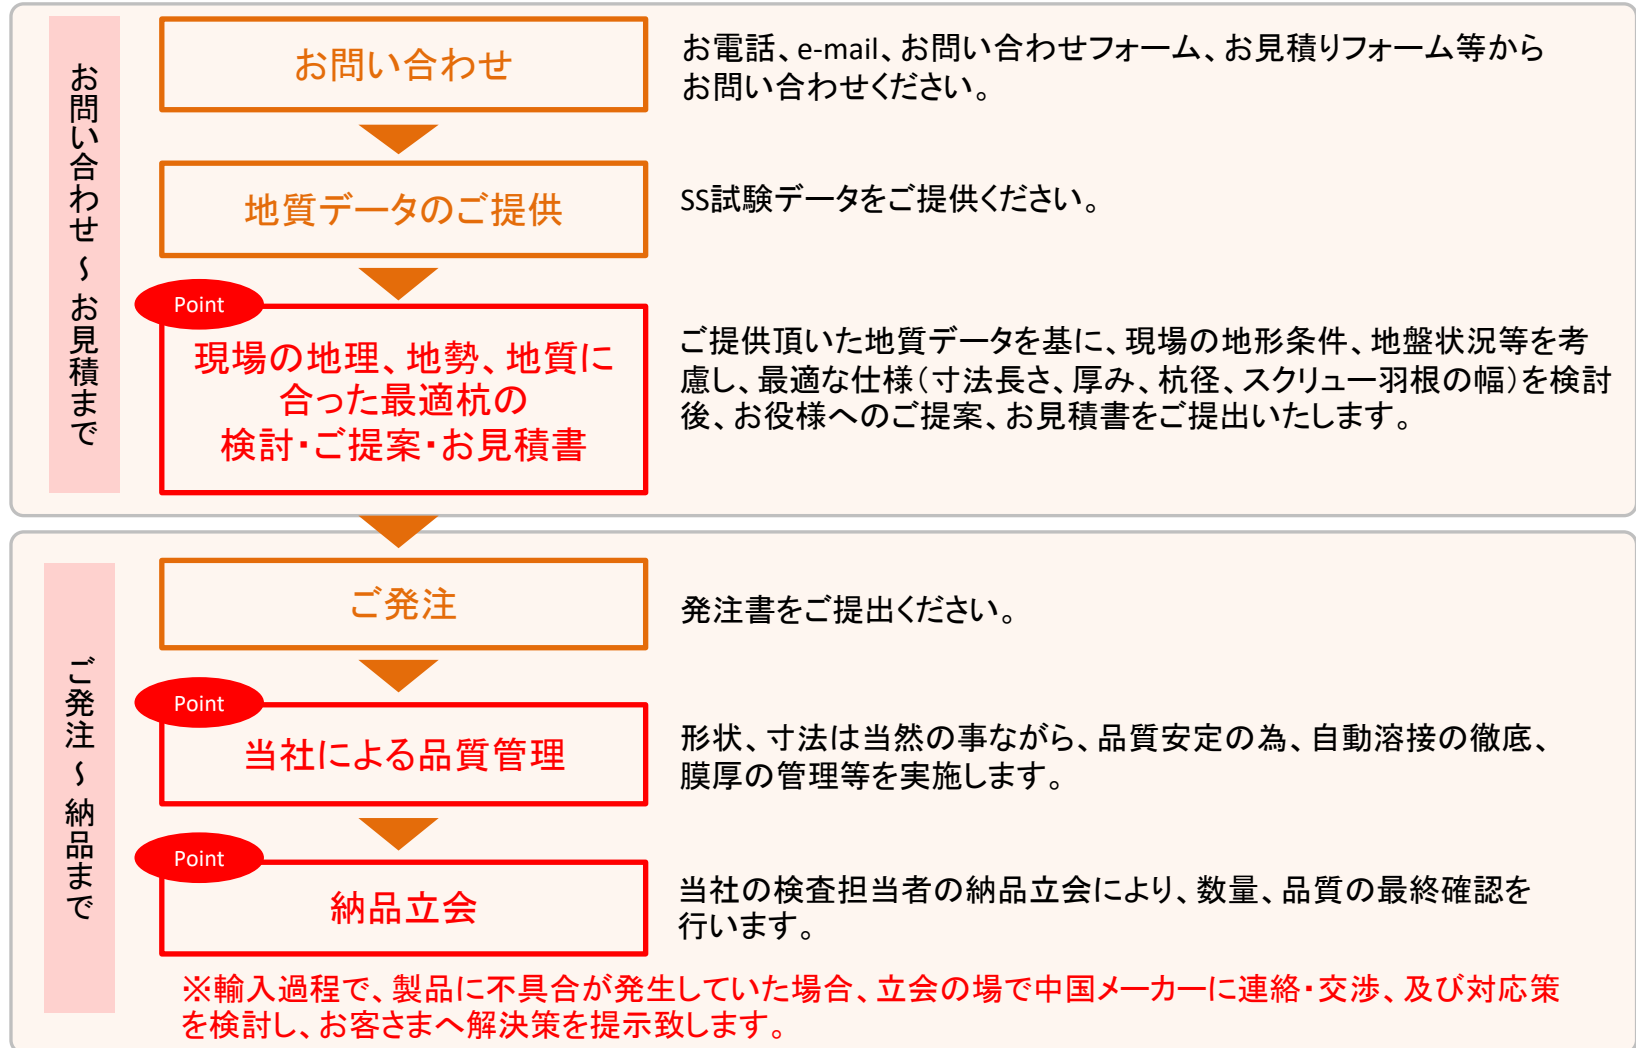 お問い合わせ～お見積まで
お問い合わせ
お電話、e-mail、お問い合わせフォーム、お見積りフォーム等から
お問い合わせください。
地質データのご提供
SS試験データをご提供ください。
Point
現場の地理、地勢、地質に
合った最適杭の
検討・ご提案・お見積書
ご提供頂いた地質データを基に、現場の地形条件、地盤状況等を考
慮し、最適な仕様（寸法長さ、厚み、杭径、スクリュー羽根の幅）を検討
後、お役様へのご提案、お見積書をご提出いたします。
ご発注～納品まで
ご発注
発注書をご提出ください。
Point
当社による品質管理
形状、寸法は当然の事ながら、品質安定の為、自動溶接の徹底、
膜厚の管理等を実施します。
Point
納品立会
当社の検査担当者の納品立会により、数量、品質の最終確認を
行います。
※輸入過程で、製品に不具合が発生していた場合、立会の場で中国メーカーに連絡・交渉、及び対応策
を検討し、お客さまへ解決策を提示致します。